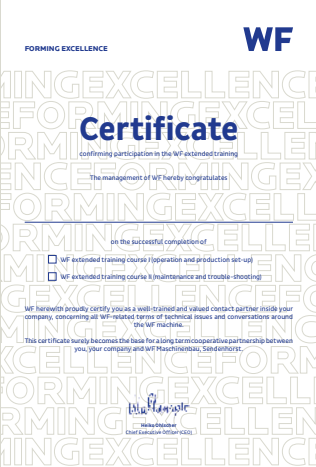 FORMING EXCELLENCE
WF
Certificate
confirming participation in the WF extended training
The management of WF hereby congratulates
on the successful completion of
WF extended training course I (operation and production set-up)
WF extended training course II (maintenance and trouble-shooting)
WF herewith proudly certify you as a well-trained and valued contact partner inside your
company, concerning all WF-related terms of technical issues and conversations around
the WF machine.
This certificate surely becomes the base for a long term cooperative partnership between
you, your company and WF Maschinenbau, Sendenhorst.
Chief Executive Officer (CEO)